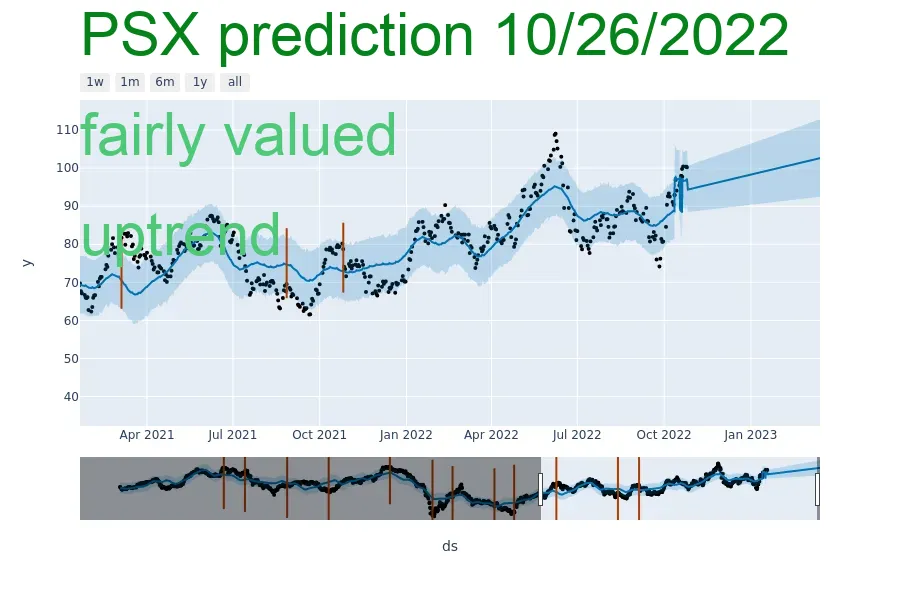 PSX prediction 10/26/2022
1w 1m 6m 1y all
fairly valued
uptrend
110
100
90
80
70
60
50
40
y
Apr 2021 Jul 2021 Oct 2021 Jan 2022 Apr 2022 Jul 2022 Oct 2022 Jan 2023
ds